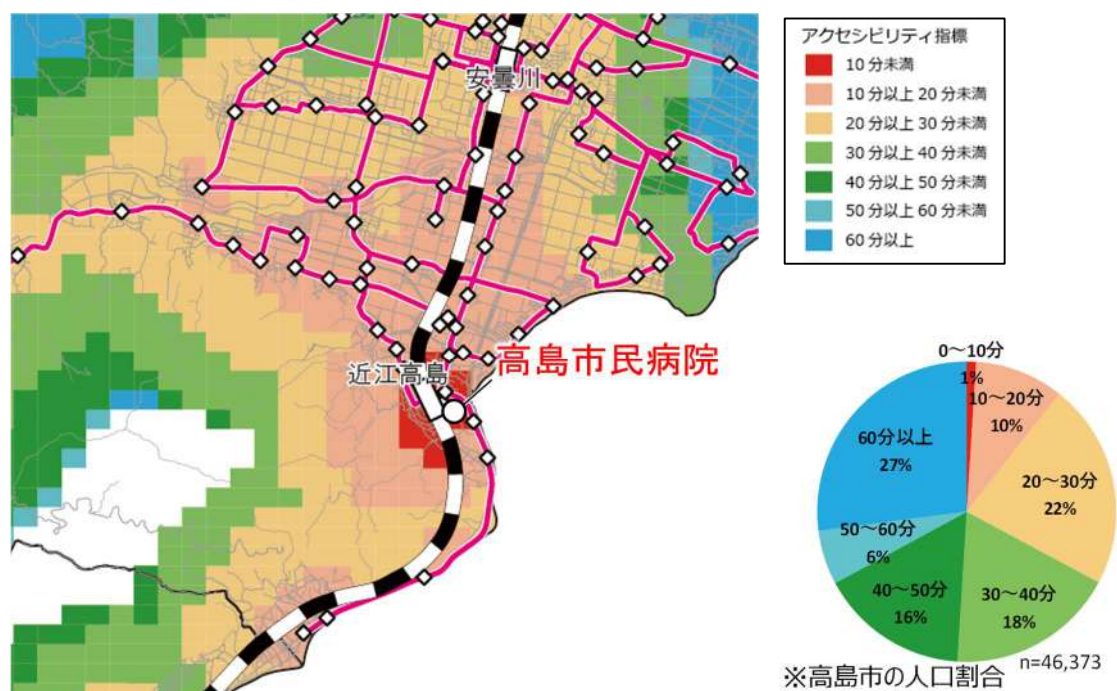 安曇川
近江高島
高島市民病院
アクセシビリティ指標
10分未満
10分以上20分未満
20分以上30分未満
30分以上40分未満
40分以上50分未満
50分以上60分未満
60分以上
0～10分
1%
10～20分
10%
20～30分
22%
30～40分
18%
40～50分
16%
50～60分
6%
60分以上
27%
※高島市の人口割合
n=46,373